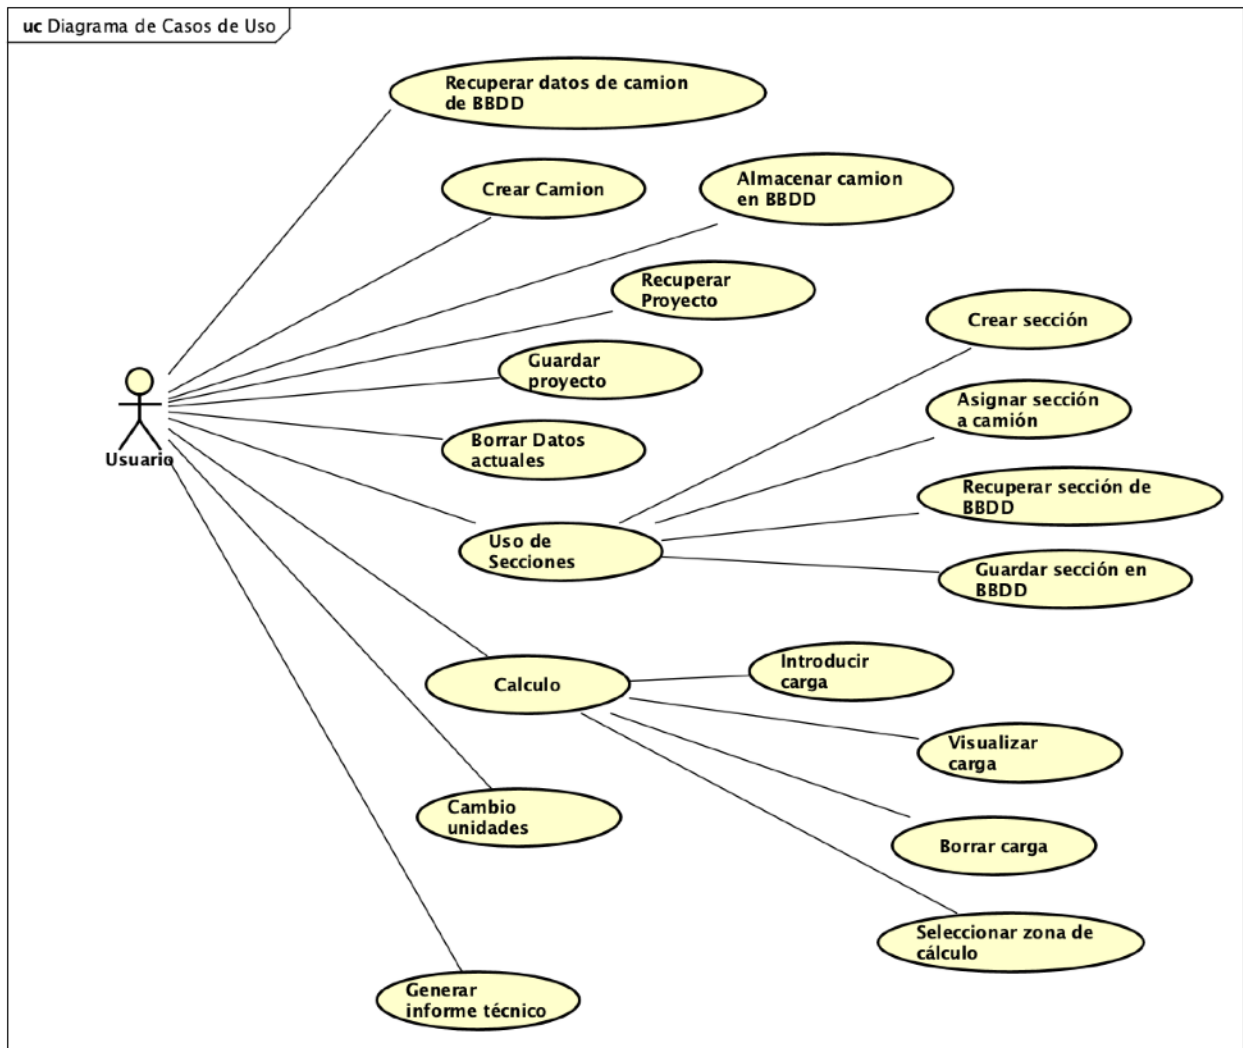 uc Diagrama de Casos de Uso
Recuperar datos de camion
de BBDD
Crear Camion
Almacenar camion
en BBDD
Recuperar
Proyecto
Crear sección
Guardar
proyecto
Asignar sección
a camión
Usuario
Borrar Datos
actuales
Recuperar sección de
BBDD
Uso de
Secciones
Guardar sección en
BBDD
Introducir
carga
Calculo
Visualizar
carga
Cambio
unidades
Borrar carga
Seleccionar zona de
cálculo
Generar
informe técnico